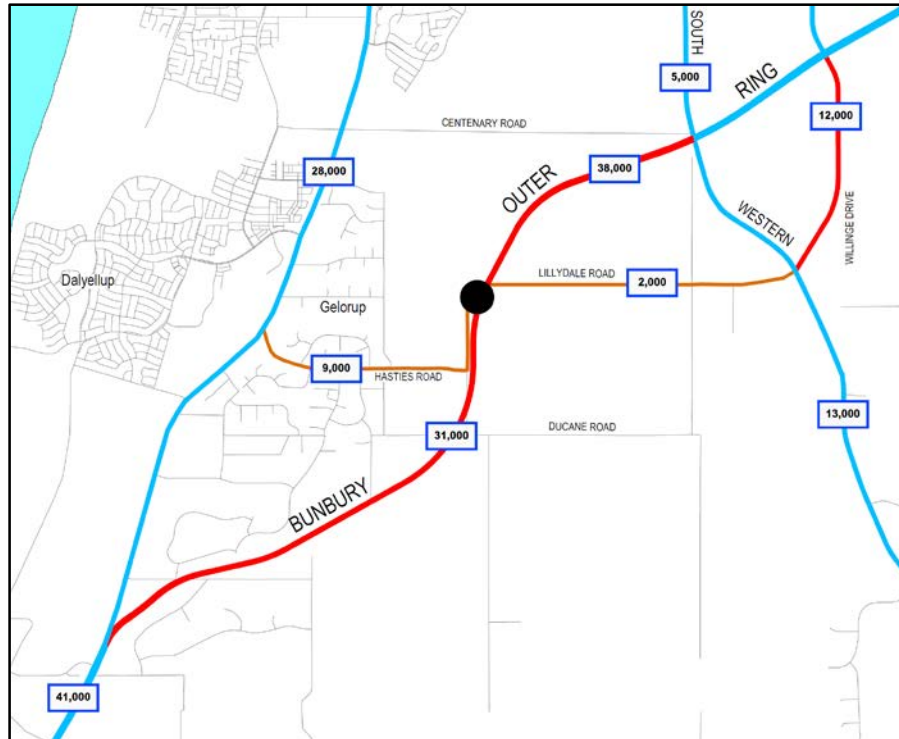 SOUTH
5,000
RING
12,000
CENTENARY ROAD
28,000
38,000
OUTER
WESTERN
WILLINGE DRIVE
LILLYDALE ROAD
2,000
Dalyellup
Gelorup
9,000
HASTIES ROAD
13,000
31,000
DUCANE ROAD
BUNBURY
41,000